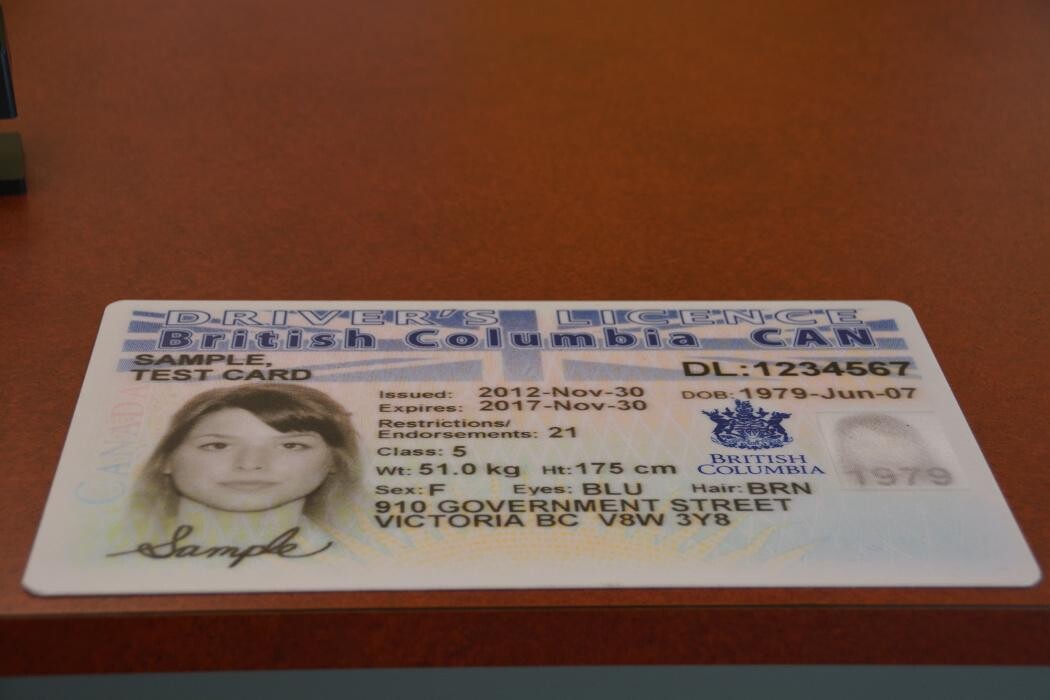 DRIVER'S LICENCE
British Columbia CAN
SAMPLE,
TEST CARD
DL:1234567
Issued: 2012-Nov-30
DOB: 1979-Jun-07
Expires: 2017-Nov-30
Restrictions/
Endorsements: 21
Class: 5
Wt: 51.0 kg Ht: 175 cm
BRITISH
COLUMBIA
1979
Sex: F Eyes: BLU Hair: BRN
910 GOVERNMENT STREET
VICTORIA BC V8W 3Y8
Sample
CANADA